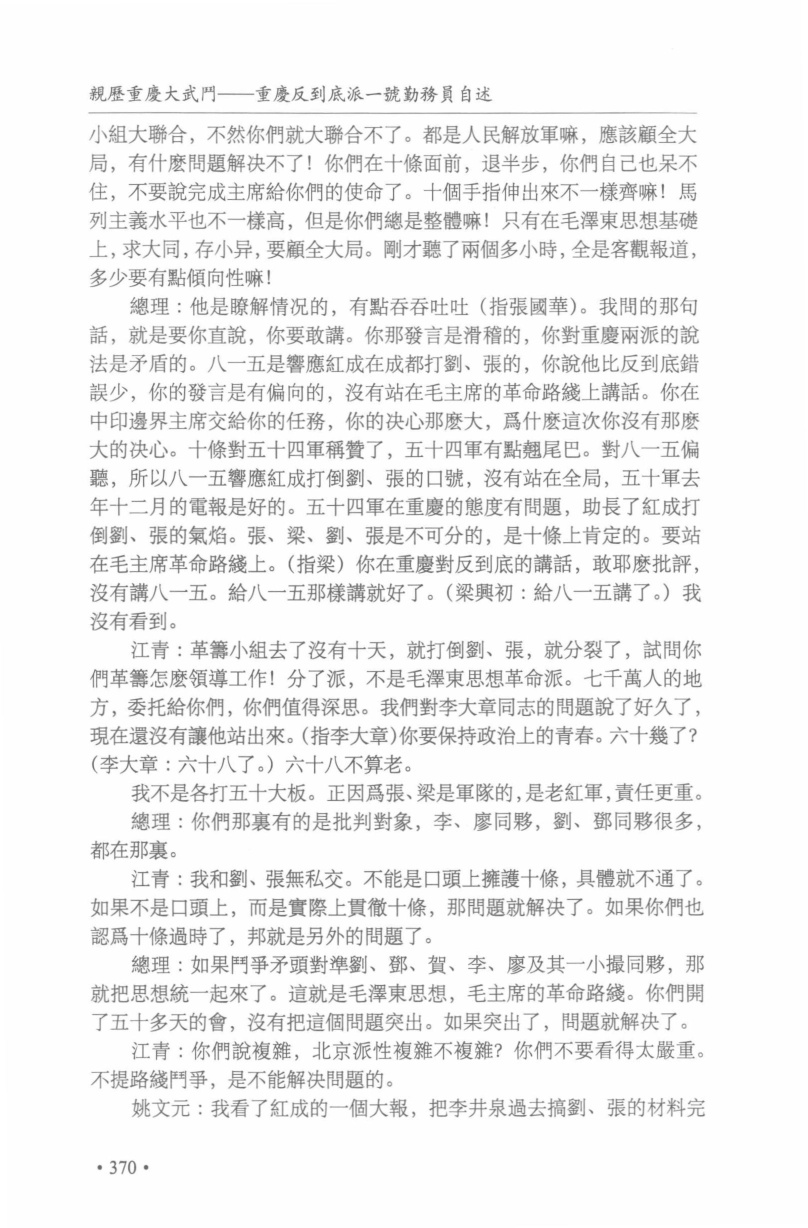 親歷重慶大武鬥——重慶反到底派一號勤務員自述
小組大聯合，不然你們就大聯合不了。都是人民解放軍嘛，應該顧全大
局，有什麽問題解决不了！你們在十條面前，退半步，你們自己也呆不
住，不要說完成主席給你們的使命了。十個手指伸出來不一樣齊嘛！馬
列主義水平也不一樣高，但是你們總是整體嘛！只有在毛澤東思想基礎
上，求大同，存小异，要顧全大局。剛才聽了兩個多小時，全是客觀報道，
多少要有點傾向性嘛！
總理：他是瞭解情况的，有點吞吞吐吐（指張國華）。我問的那句
話，就是要你直說，你要敢講。你那發言是滑稽的，你對重慶兩派的說
法是矛盾的。八一五是響應紅成在成都打劉、張的，你說他比反到底錯
誤少，你的發言是有偏向的，沒有站在毛主席的革命路綫上講話。你在
中印邊界主席交給你的任務，你的决心那麽大，爲什麽這次你沒有那麽
大的决心。十條對五十四軍稱贊了，五十四軍有點翹尾巴。對八一五偏
聽，所以八一五響應紅成打倒劉、張的口號，沒有站在全局，五十軍去
年十二月的電報是好的。五十四軍在重慶的態度有問題，助長了紅成打
倒劉、張的氣焰。張、梁、劉、張是不可分的，是十條上肯定的。要站
在毛主席革命路綫上。（指梁）你在重慶對反到底的講話，敢耶麽批評，
沒有講八一五。給八一五那樣講就好了。（梁興初：給八一五講了。）我
沒有看到。
江青：革籌小組去了沒有十天，就打倒劉、張，就分裂了，試問你
們革籌怎麽領導工作！分了派，不是毛澤東思想革命派。七千萬人的地
方，委托給你們，你們值得深思。我們對李大章同志的問題說了好久了，
現在還沒有讓他站出來。（指李大章）你要保持政治上的青春。六十幾了？
（李大章：六十八了。）六十八不算老。
我不是各打五十大板。正因爲張、梁是軍隊的，是老紅軍，責任更重。
總理：你們那裏有的是批判對象，李、廖同夥，劉、鄧同夥很多，
都在那裏。
江青：我和劉、張無私交。不能是口頭上擁護十條，具體就不通了。
如果不是口頭上，而是實際上貫徹十條，那問題就解决了。如果你們也
認爲十條過時了，邦就是另外的問題了。
總理：如果鬥爭矛頭對準劉、鄧、賀、李、廖及其一小撮同夥，那
就把思想統一起來了。這就是毛澤東思想，毛主席的革命路綫。你們開
了五十多天的會，沒有把這個問題突出。如果突出了，問題就解决了。
江青：你們說複雜，北京派性複雜不複雜？你們不要看得太嚴重。
不提路綫鬥爭，是不能解决問題的。
姚文元：我看了紅成的一個大報，把李井泉過去搞劉、張的材料完
• 370 •